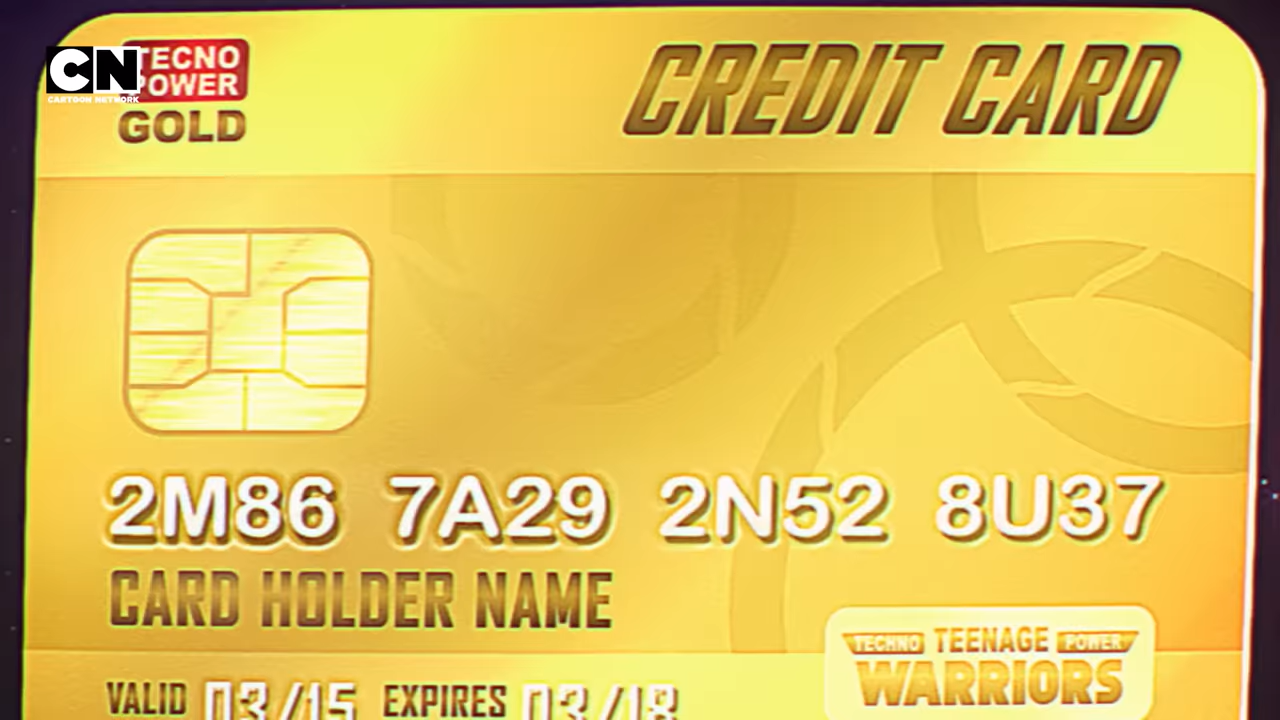 CN
CARTOON NETWORK
TECNO
POWER
GOLD
CREDIT CARD
2M86 7A29 2N52 8U37
CARD HOLDER NAME
TECHNO TEENAGE POWER
WARRIORS
VALID 03/15 EXPIRES 03/18